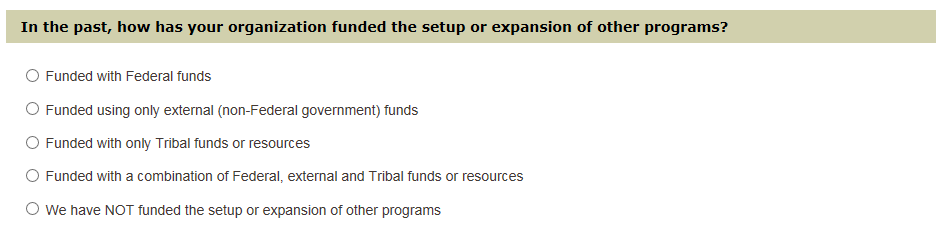 In the past, how has your organization funded the setup or expansion of other programs?
Funded with Federal funds
Funded using only external (non-Federal government) funds
Funded with only Tribal funds or resources
Funded with a combination of Federal, external and Tribal funds or resources
We have NOT funded the setup or expansion of other programs